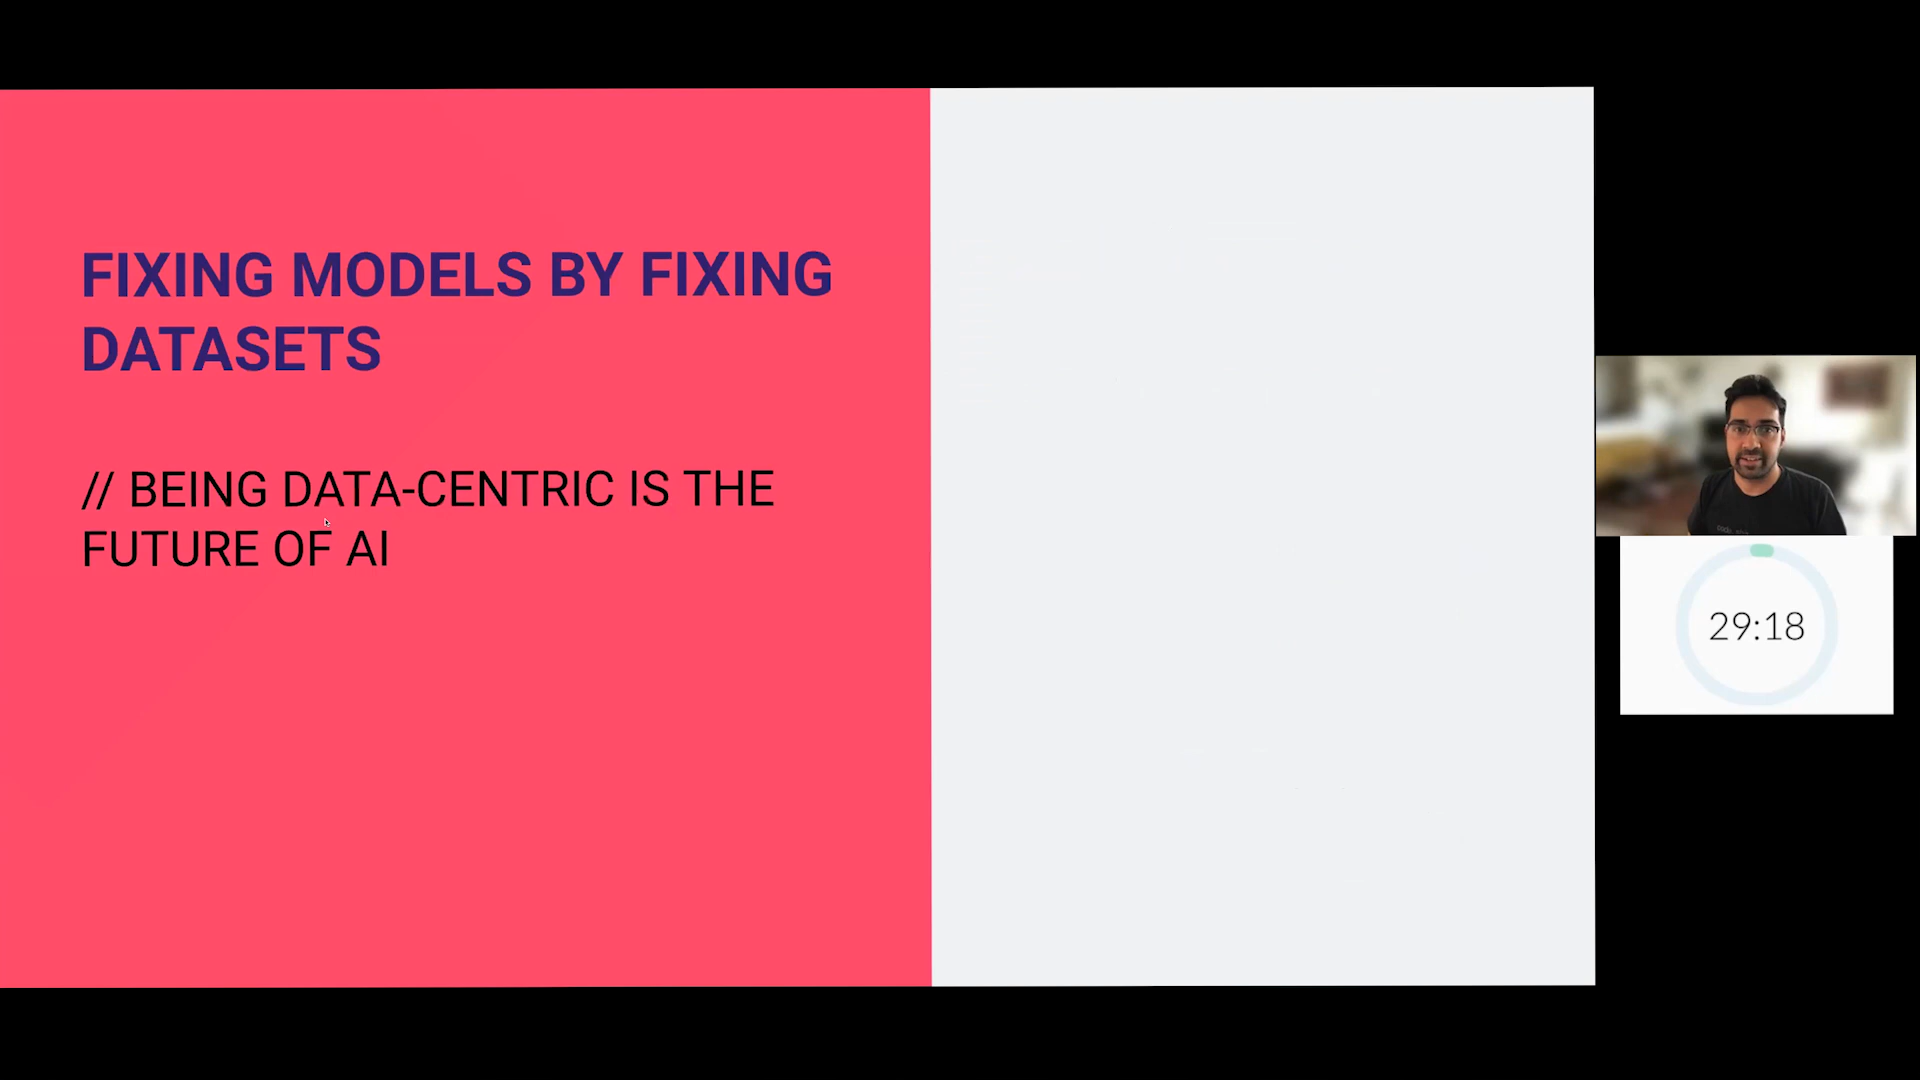 FIXING MODELS BY FIXING
DATASETS
// BEING DATA-CENTRIC IS THE
FUTURE OF AI
29:18